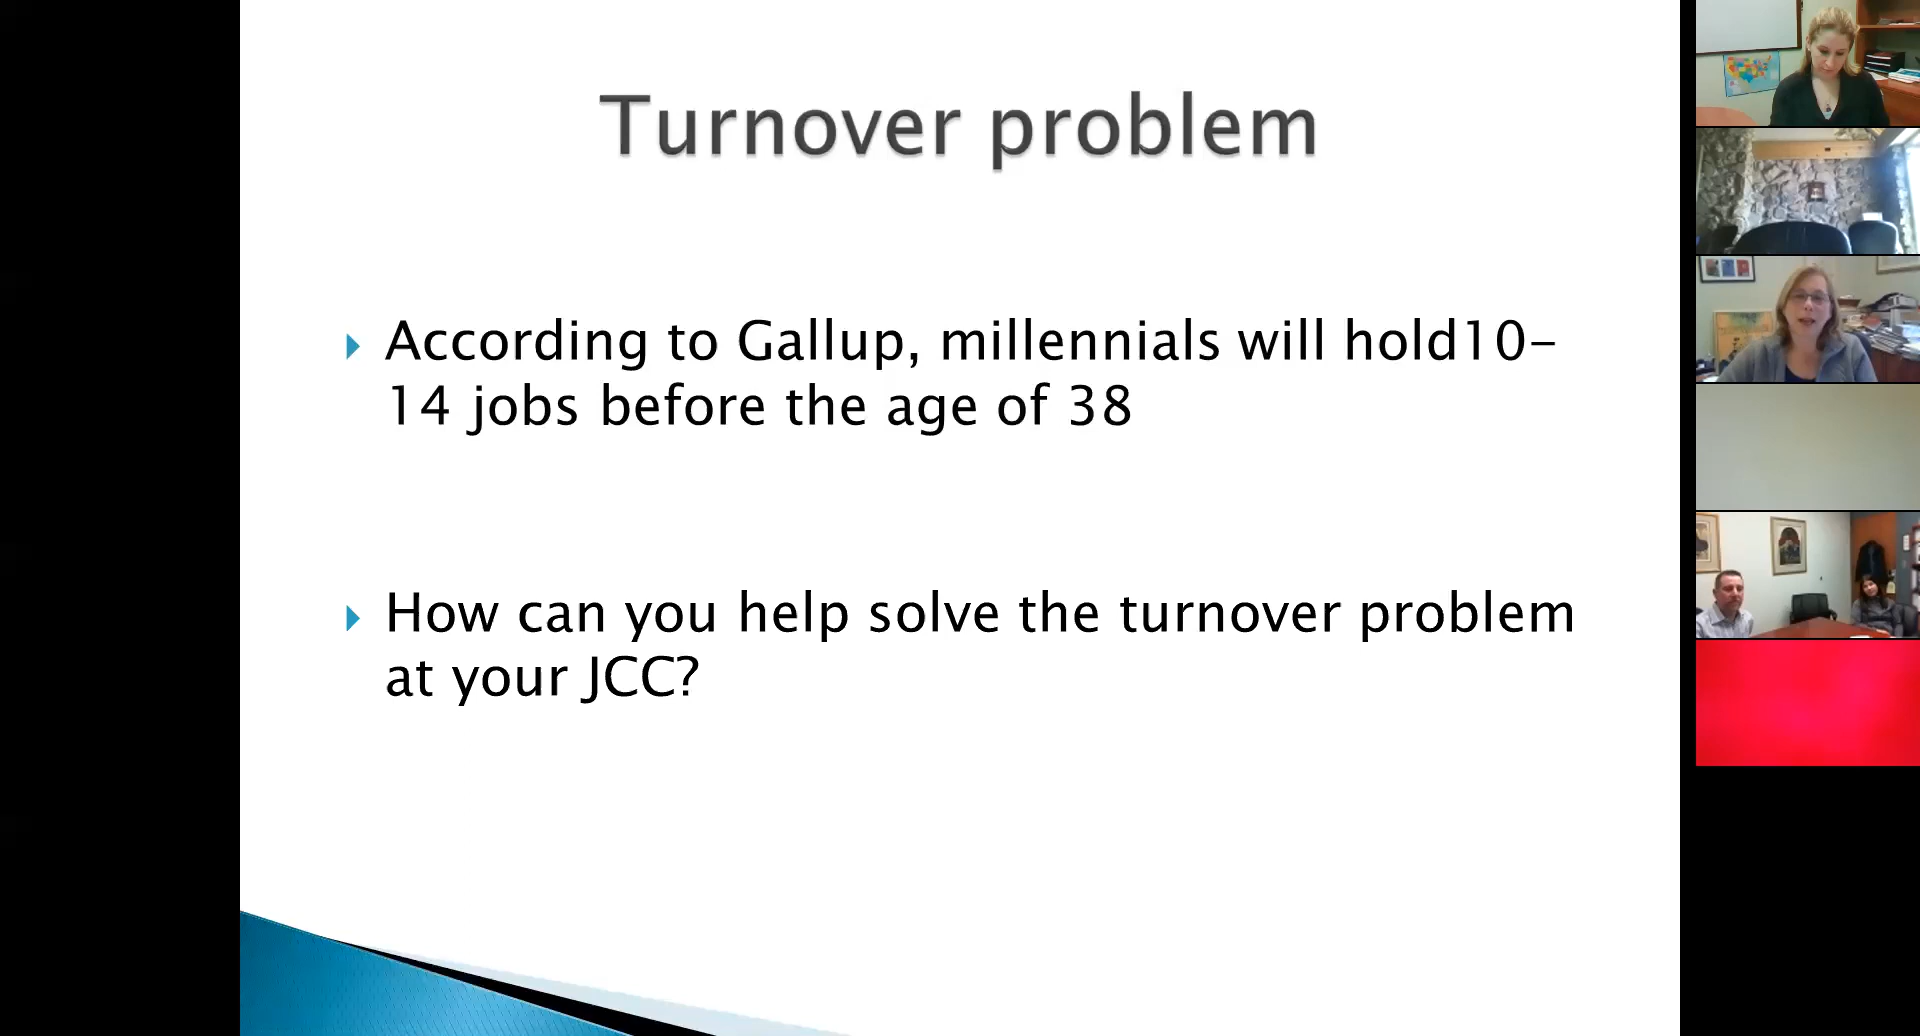 Turnover problem
According to Gallup, millennials will hold10-
14 jobs before the age of 38
How can you help solve the turnover problem
at your JCC?